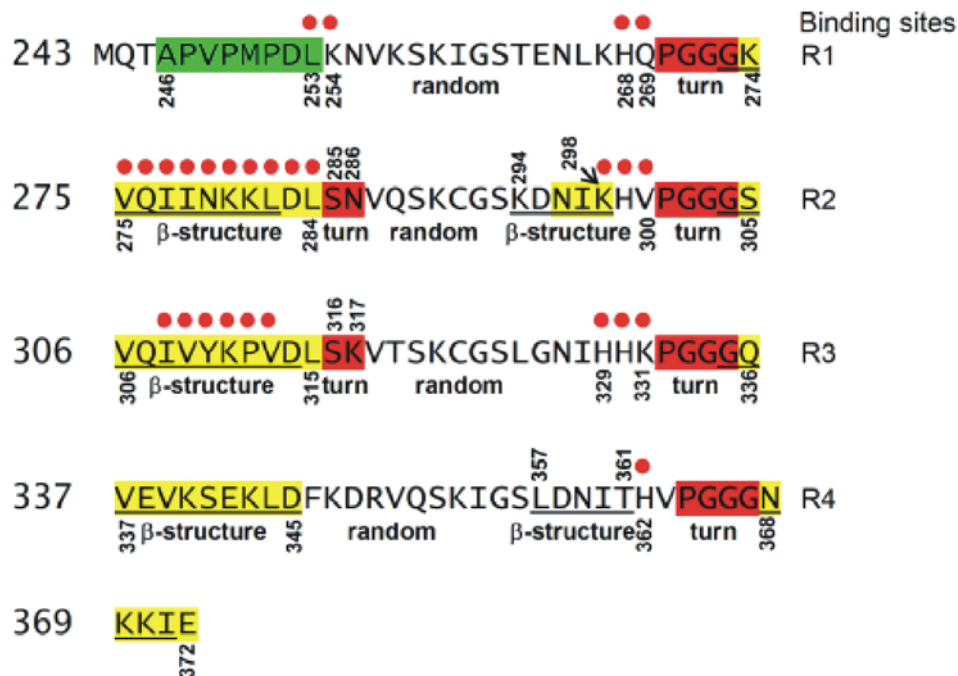 Binding sites
243 MQTAPVPMPDLKNVKSKIGSTENLKHQPGGGK R1
246 253 254 random 268 269 turn 274
285 286 294 298
275 VQIINKKLDLSNVQSKCGSKDNIKHVPGGGS R2
275 β-structure 284 turn random β-structure 300 turn 305
316 317
306 VQIVYKPVDLSKVTSKCGSLGNIHHKPGGGQ R3
306 β-structure 315 turn random 329 331 turn 336
357 361
337 VEVKSEKLDFKDRVQSKIGSLDNITHVPGGGN R4
337 β-structure 345 random β-structure 362 turn 368
369 KKIE
372